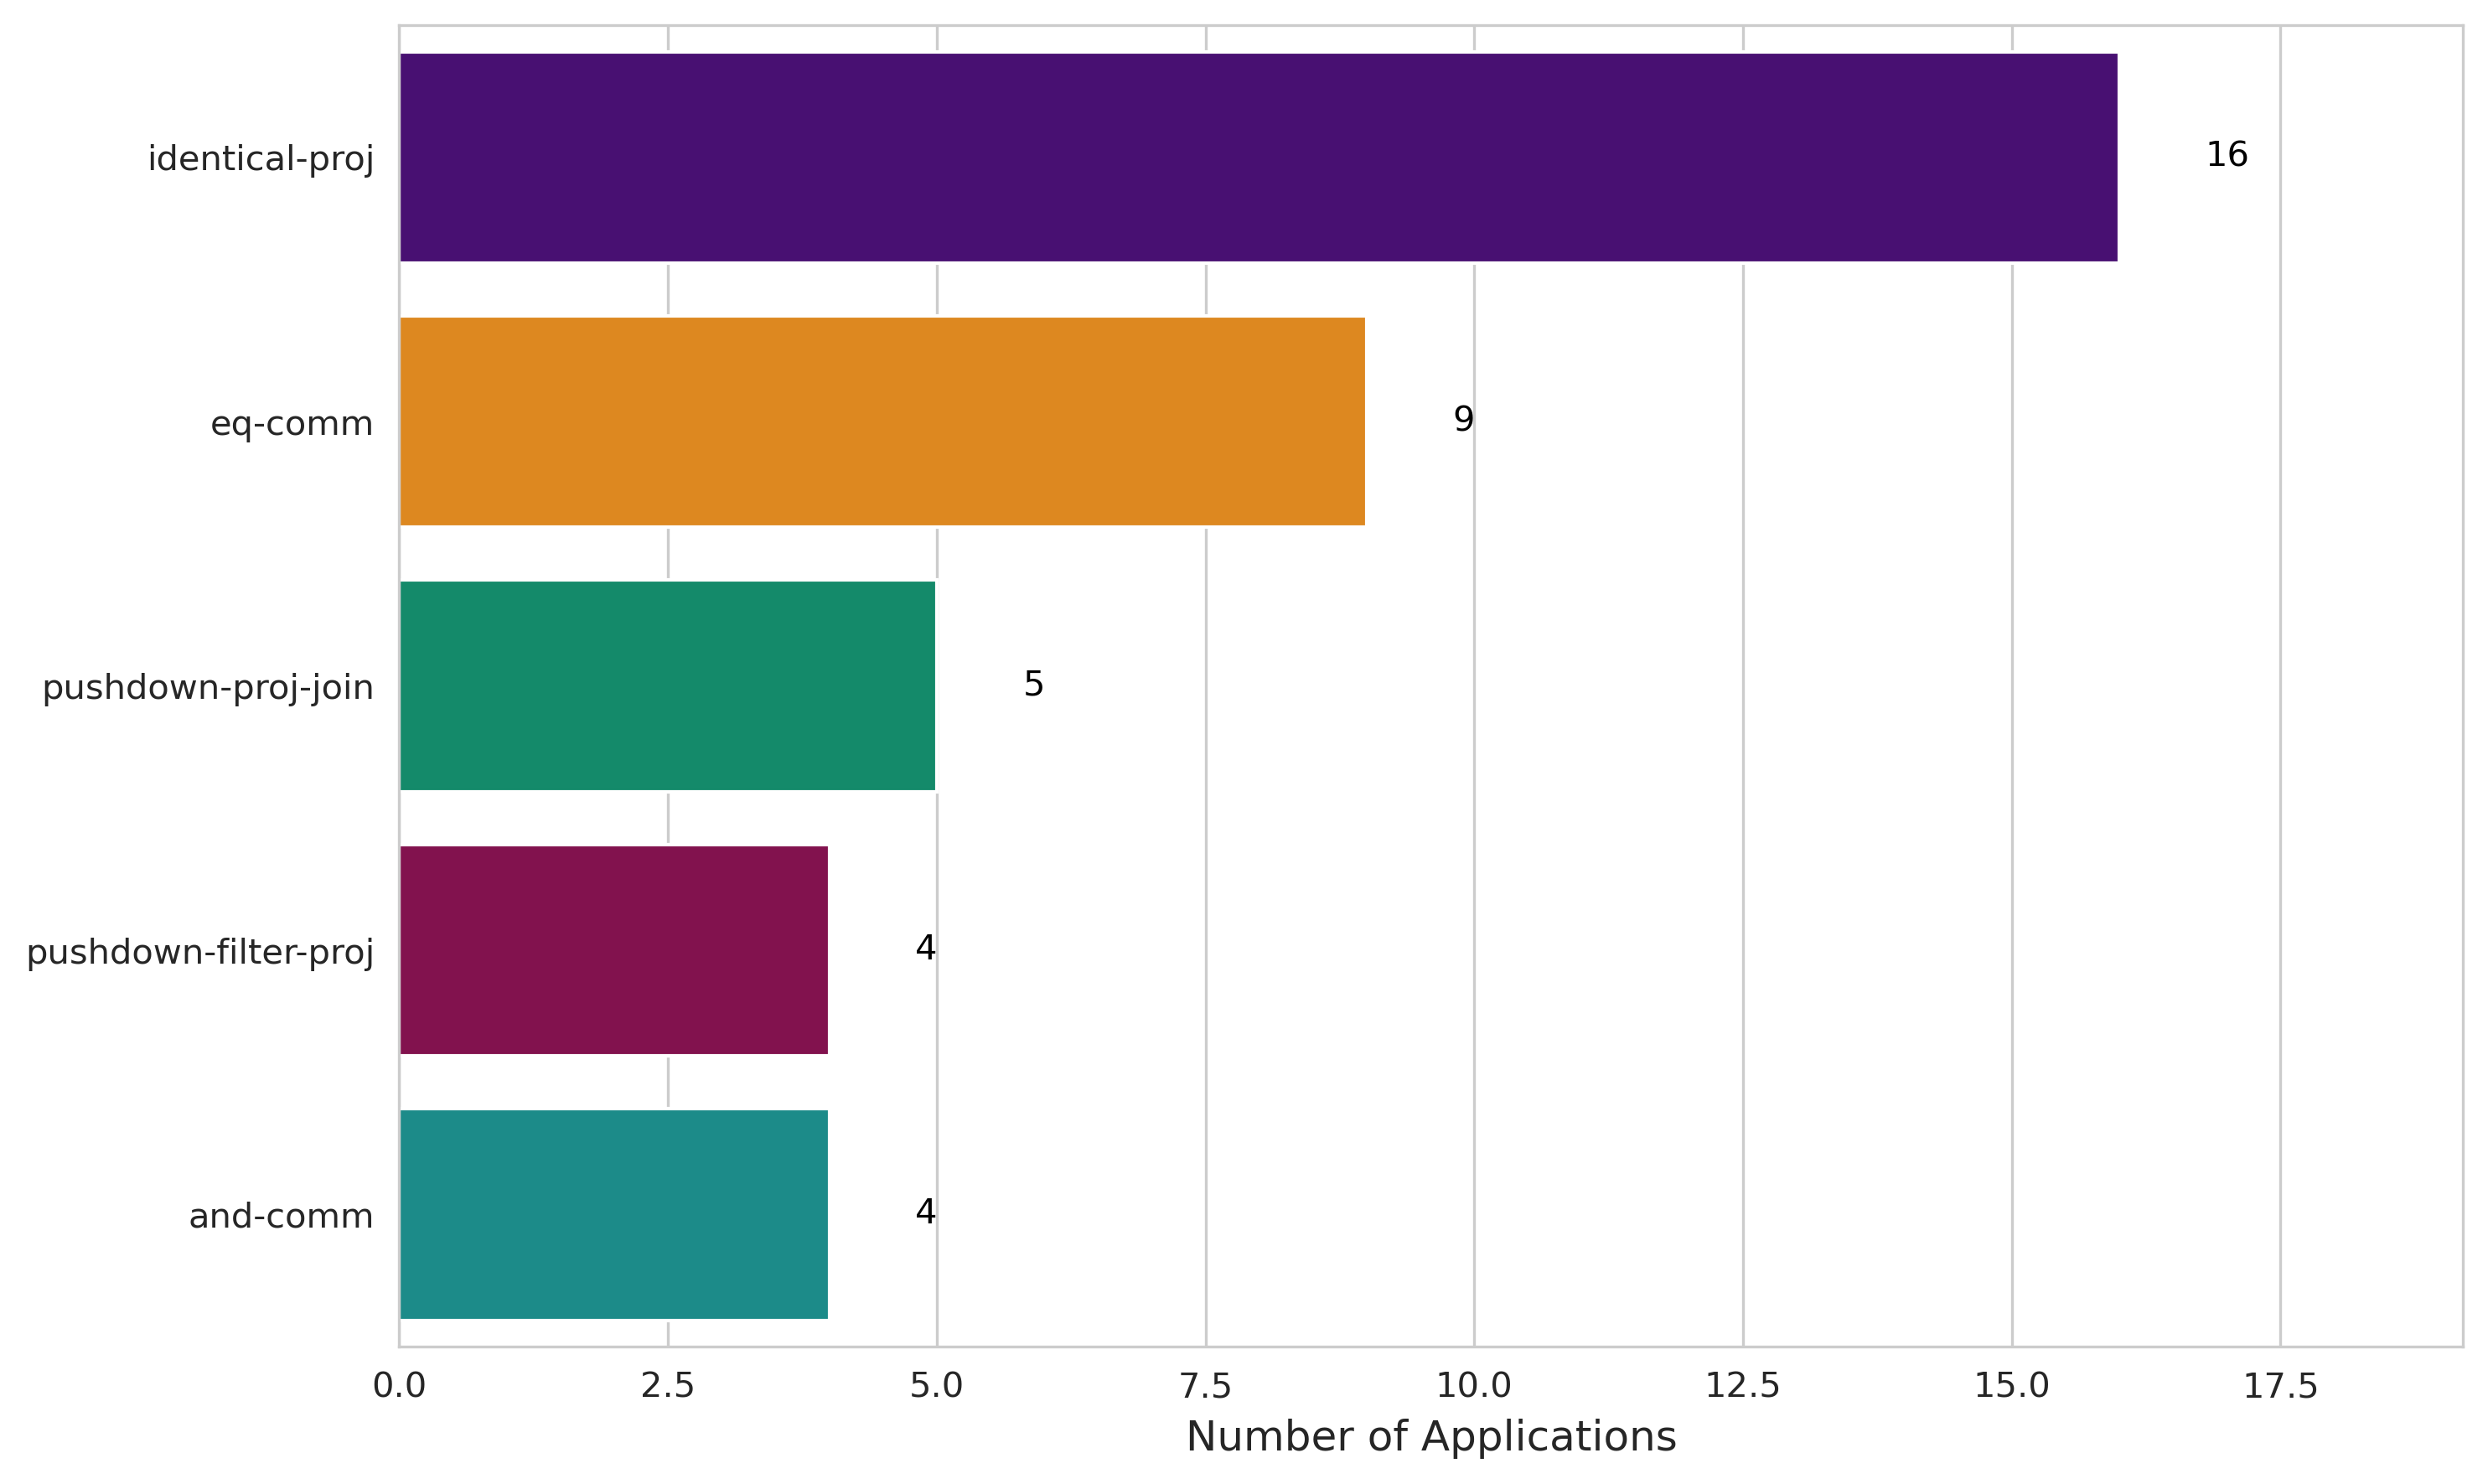 identical-proj
16
eq-comm
9
pushdown-proj-join
5
pushdown-filter-proj
4
and-comm
4
0.0 2.5 5.0 7.5 10.0 12.5 15.0 17.5
Number of Applications